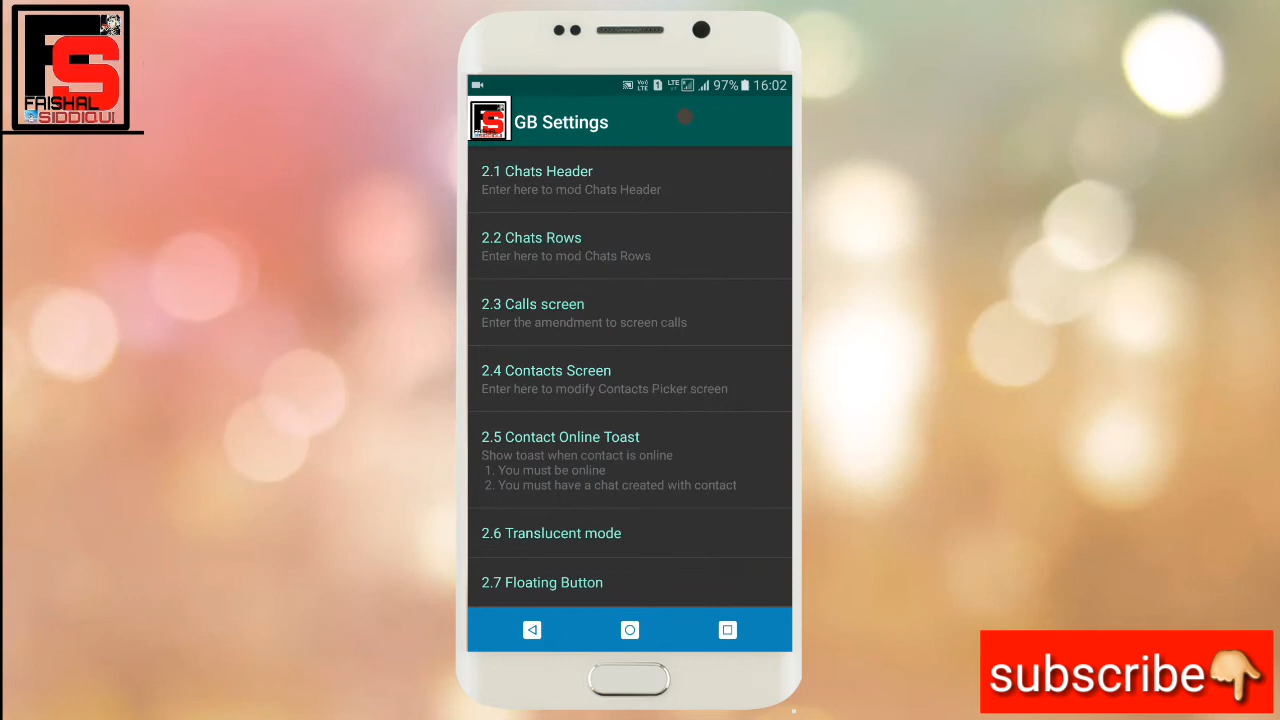 FS
FAISHAL
SIDDIQUI
97% 16:02
FS
GB Settings
2.1 Chats Header
Enter here to mod Chats Header
2.2 Chats Rows
Enter here to mod Chats Rows
2.3 Calls screen
Enter the amendment to screen calls
2.4 Contacts Screen
Enter here to modify Contacts Picker screen
2.5 Contact Online Toast
Show toast when contact is online
1. You must be online
2. You must have a chat created with contact
2.6 Translucent mode
2.7 Floating Button
subscribe